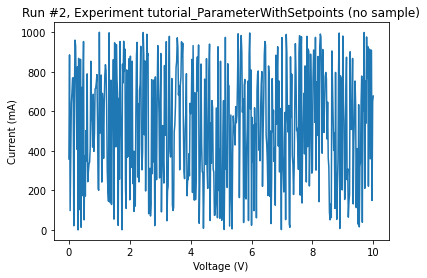 Run #2, Experiment tutorial_ParameterWithSetpoints (no sample)
1000
800
600
400
200
0
Current (mA)
0 2 4 6 8 10
Voltage (V)